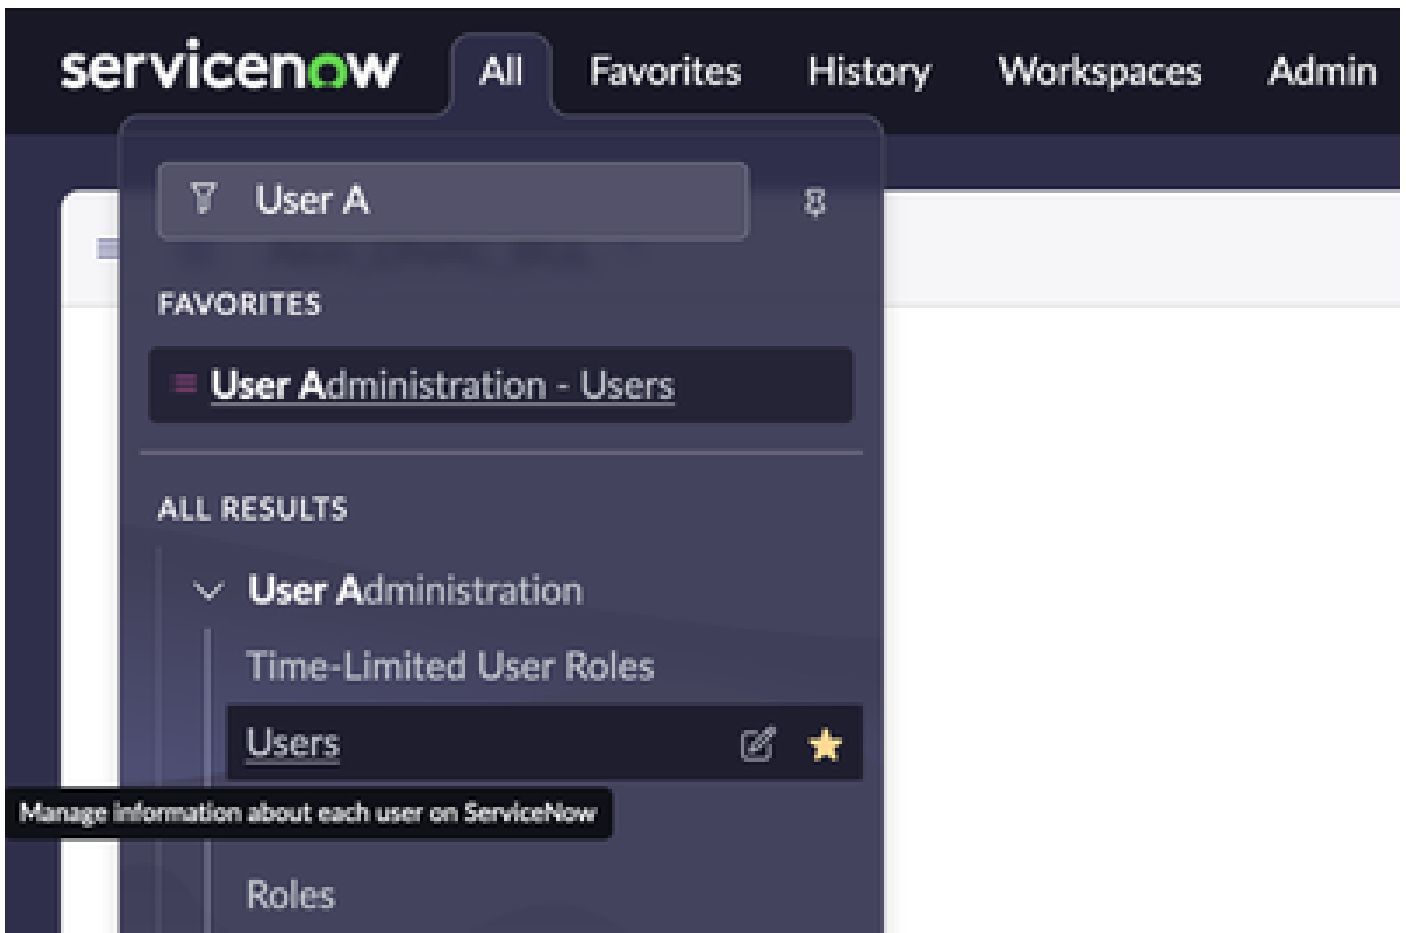 servicenow All Favorites History Workspaces Admin
User A
FAVORITES
User Administration - Users
ALL RESULTS
User Administration
Time-Limited User Roles
Users
Manage information about each user on ServiceNow
Roles